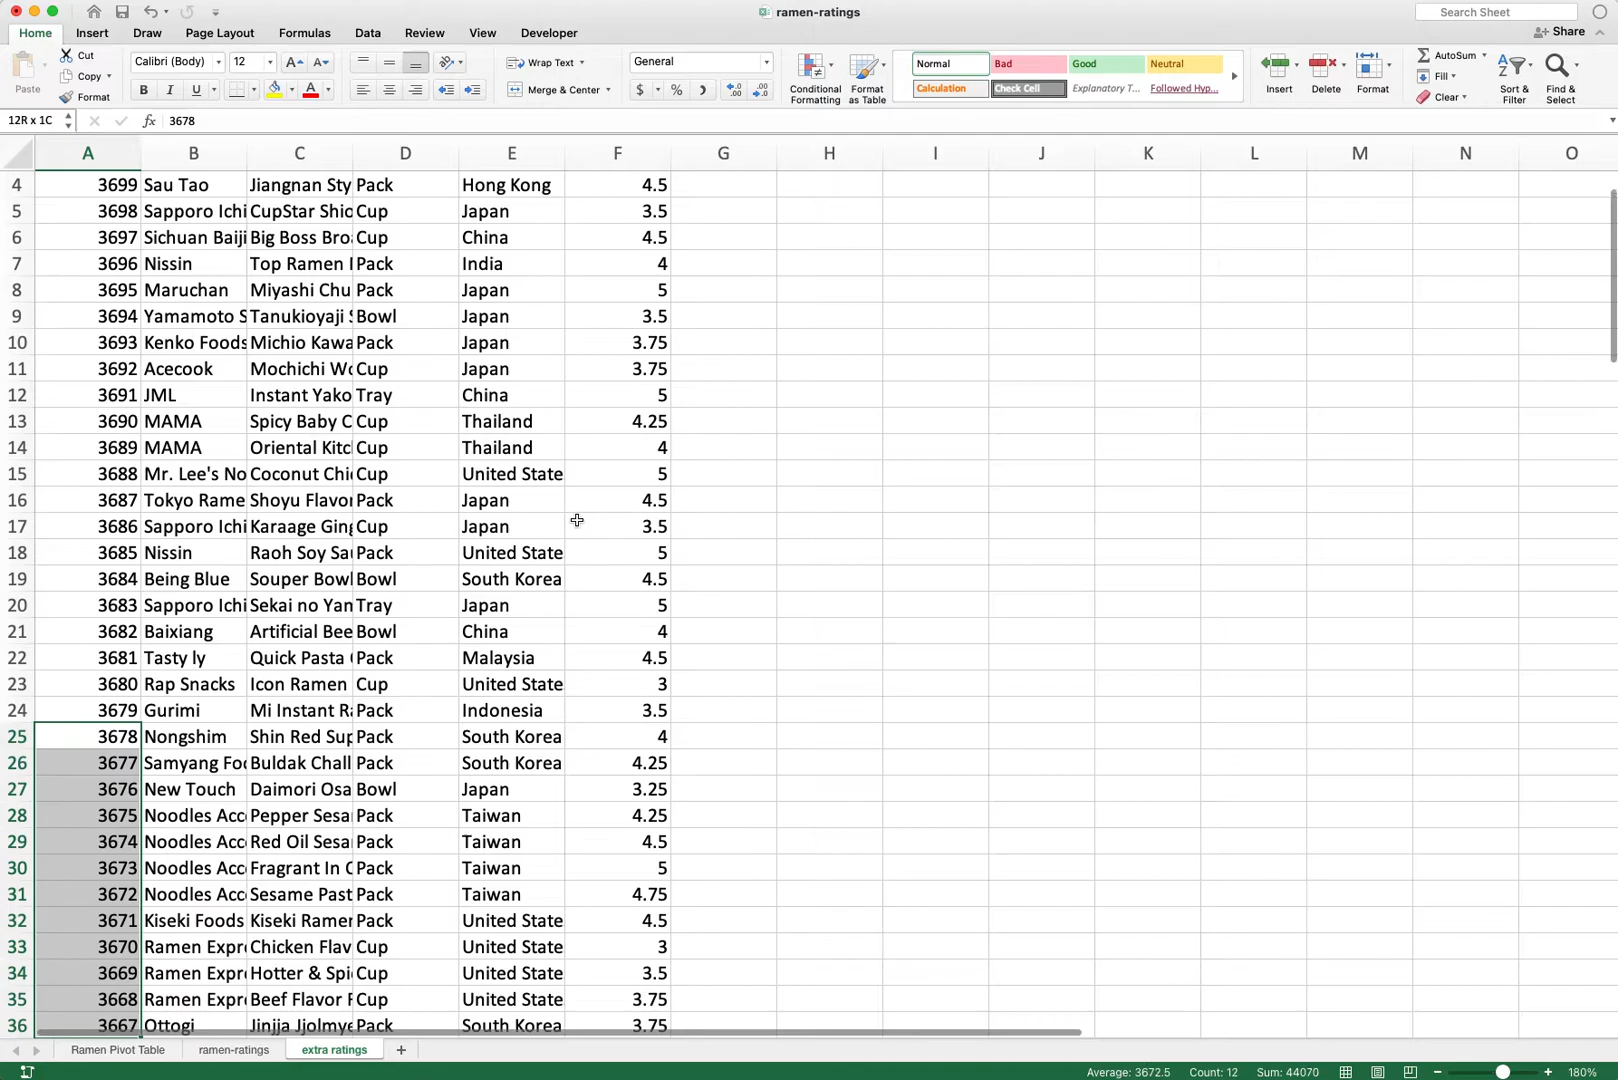 ramen-ratings
Search Sheet
Home Insert Draw Page Layout Formulas Data Review View Developer
Share
Paste
Cut
Copy
Format
Calibri (Body) 12
B I U
Wrap Text
Merge & Center
General
$ % )
Conditional Formatting
Format as Table
Normal Bad Good Neutral
Calculation Check Cell Explanatory T... Followed Hyp...
Insert Delete Format
AutoSum
Fill
Clear
Sort & Filter
Find & Select
12R x 1C fx 3678
A B C D E F G H I J K L M N O
4 3699 Sau Tao Jiangnan Sty Pack Hong Kong 4.5
5 3698 Sapporo Ichi CupStar Shio Cup Japan 3.5
6 3697 Sichuan Baiji Big Boss Bro Cup China 4.5
7 3696 Nissin Top Ramen Pack India 4
8 3695 Maruchan Miyashi Chu Pack Japan 5
9 3694 Yamamoto S Tanukioyaji Bowl Japan 3.5
10 3693 Kenko Foods Michio Kawa Pack Japan 3.75
11 3692 Acecook Mochichi Wo Cup Japan 3.75
12 3691 JML Instant Yako Tray China 5
13 3690 MAMA Spicy Baby C Cup Thailand 4.25
14 3689 MAMA Oriental Kitc Cup Thailand 4
15 3688 Mr. Lee's No Coconut Chi Cup United State 5
16 3687 Tokyo Rame Shoyu Flavor Pack Japan 4.5
17 3686 Sapporo Ichi Karaage Ging Cup Japan 3.5
18 3685 Nissin Raoh Soy Sau Pack United State 5
19 3684 Being Blue Souper Bowl Bowl South Korea 4.5
20 3683 Sapporo Ichi Sekai no Yan Tray Japan 5
21 3682 Baixiang Artificial Bee Bowl China 4
22 3681 Tasty ly Quick Pasta Pack Malaysia 4.5
23 3680 Rap Snacks Icon Ramen Cup United State 3
24 3679 Gurimi Mi Instant Ra Pack Indonesia 3.5
25 3678 Nongshim Shin Red Sup Pack South Korea 4
26 3677 Samyang Foo Buldak Chall Pack South Korea 4.25
27 3676 New Touch Daimori Osa Bowl Japan 3.25
28 3675 Noodles Acc Pepper Sesa Pack Taiwan 4.25
29 3674 Noodles Acc Red Oil Sesa Pack Taiwan 4.5
30 3673 Noodles Acc Fragrant In C Pack Taiwan 5
31 3672 Noodles Acc Sesame Past Pack Taiwan 4.75
32 3671 Kiseki Foods Kiseki Ramer Pack United State 4.5
33 3670 Ramen Expr Chicken Flav Cup United State 3
34 3669 Ramen Expr Hotter & Spi Cup United State 3.5
35 3668 Ramen Expr Beef Flavor F Cup United State 3.75
36 3667 Ottogi Jinjja Jjolmye Pack South Korea 3.75
Ramen Pivot Table ramen-ratings extra ratings +
Average: 3672.5 Count: 12 Sum: 44070 180%